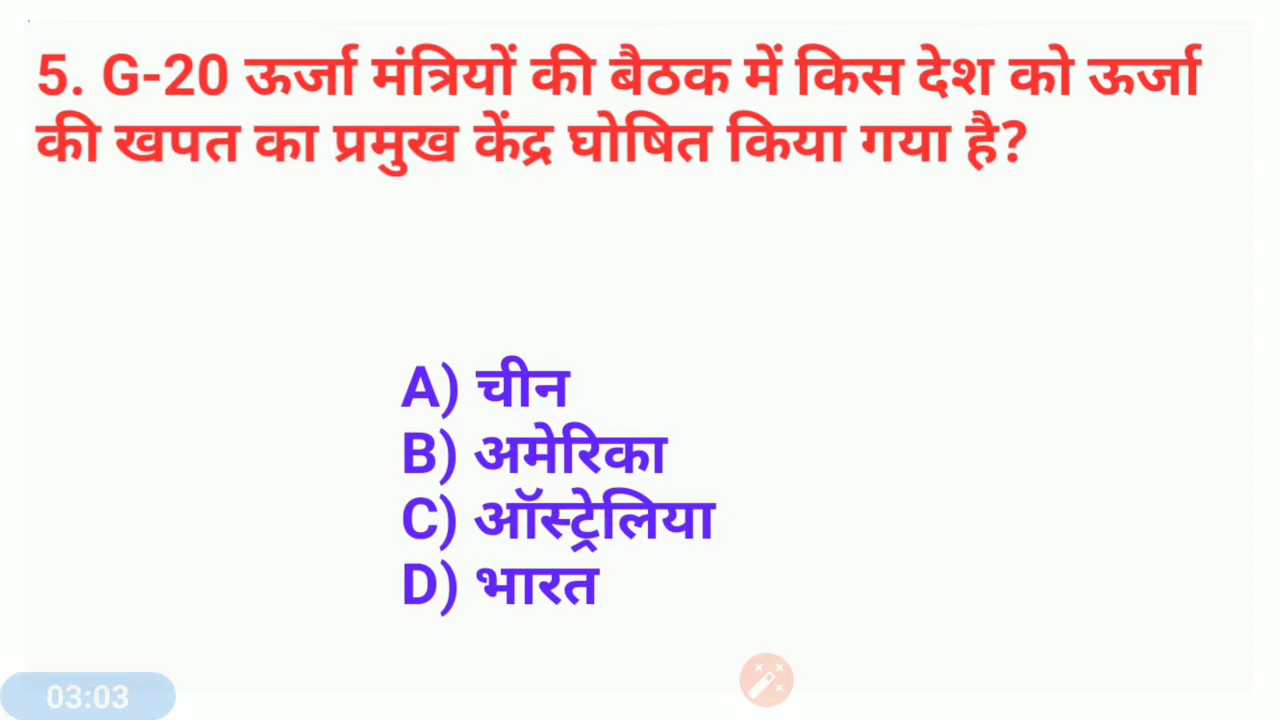 5. G-20 ऊर्जा मंत्रियों की बैठक में किस देश को ऊर्जा
की खपत का प्रमुख केंद्र घोषित किया गया है?
A) चीन
B) अमेरिका
C) ऑस्ट्रेलिया
D) भारत
03:03